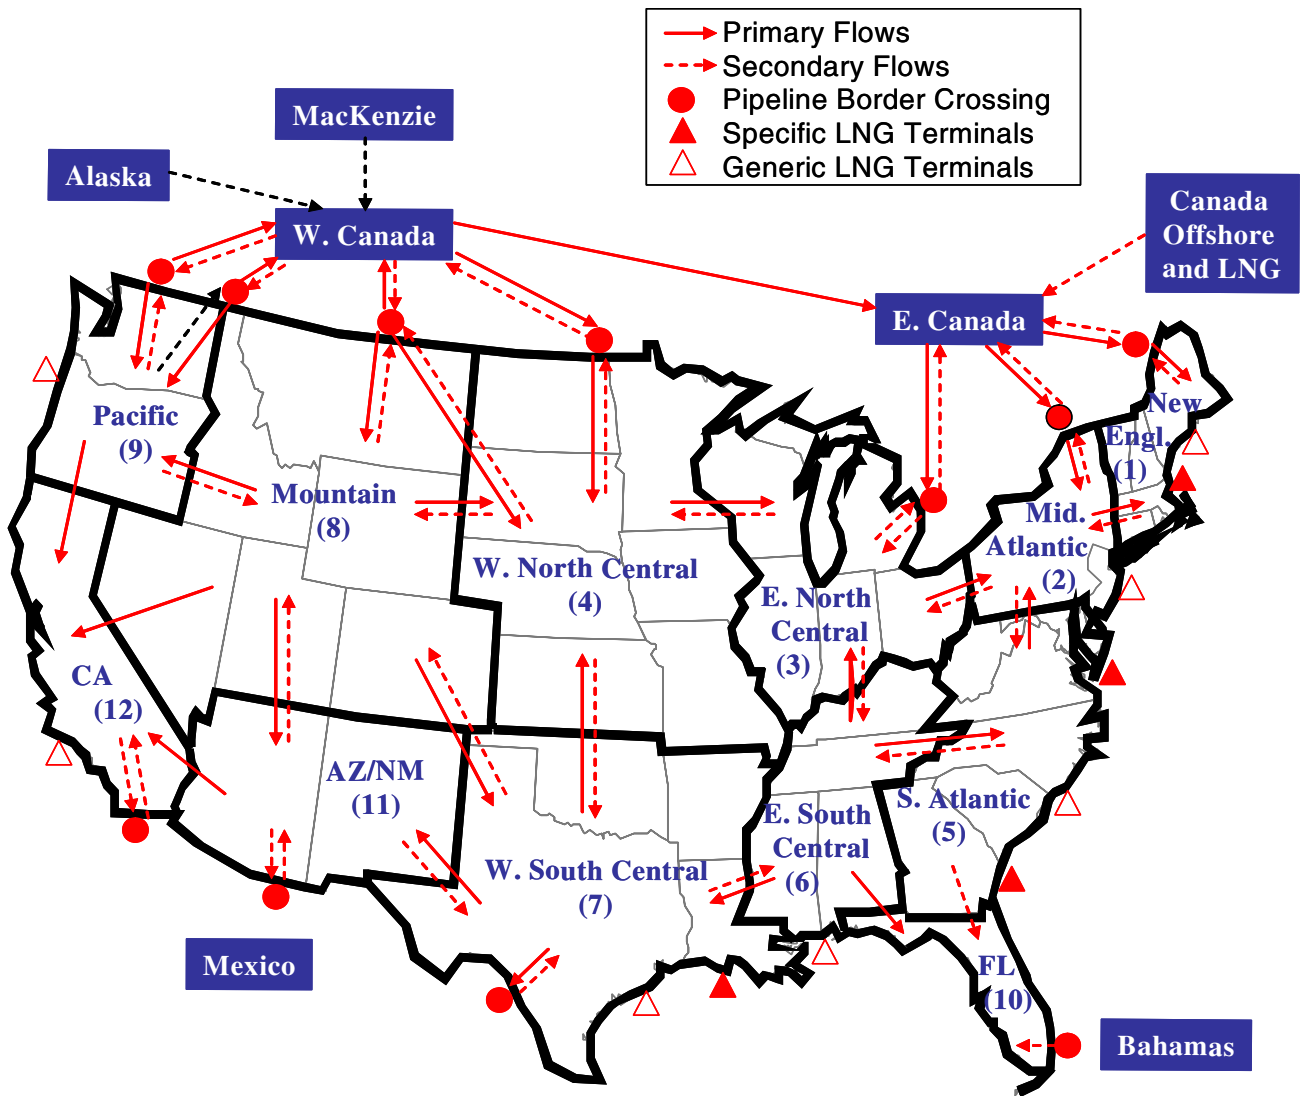 Primary Flows
Secondary Flows
Pipeline Border Crossing
Specific LNG Terminals
Generic LNG Terminals
MacKenzie
Alaska
W. Canada
Canada
Offshore
and LNG
E. Canada
Pacific
(9)
New
Engl.
(1)
Mountain
(8)
Mid.
Atlantic
(2)
W. North Central
(4)
E. North
Central
(3)
CA
(12)
AZ/NM
(11)
S. Atlantic
(5)
E. South
Central
(6)
W. South Central
(7)
Mexico
FL
(10)
Bahamas